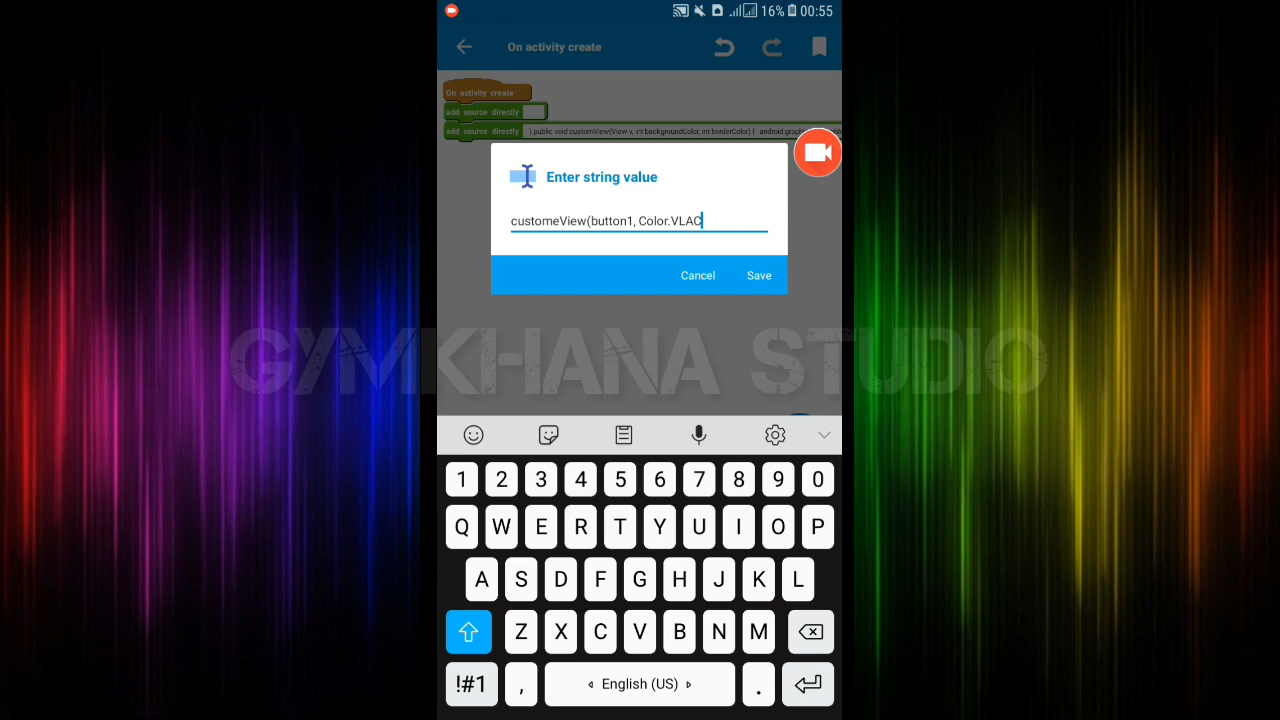 16% 00:55
On activity create
On activity create
add source directly
add source directly } public void customView(View v, int backgroundColor, int borderColor) { android.graphi
Enter string value
customeView(button1, Color.VLAC
Cancel Save
GYMKHANA STUDIO
1 2 3 4 5 6 7 8 9 0
Q W E R T Y U I O P
A S D F G H J K L
Z X C V B N M
!#1 , English (US) .